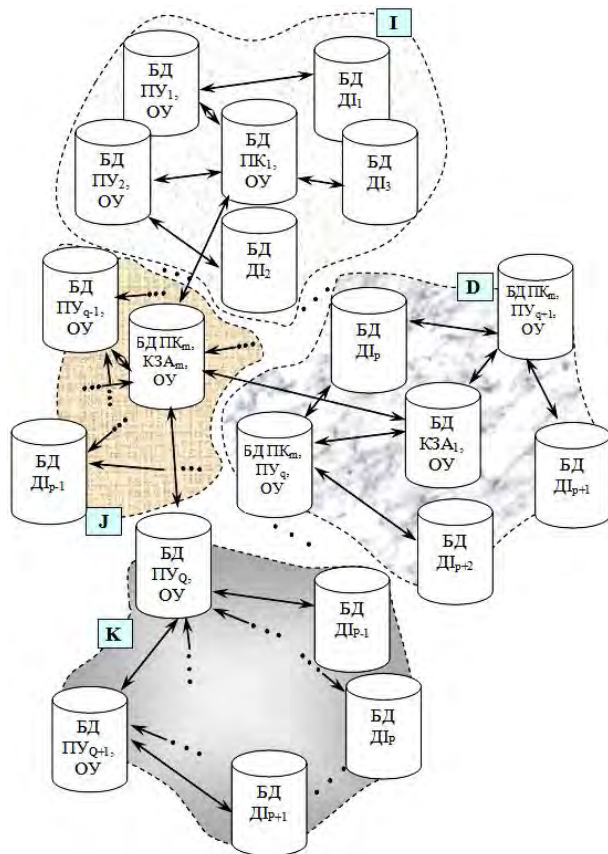 I
БД
ПУ1,
ОУ
БД
ДІ1
БД
ПК1,
ОУ
БД
ПУ2,
ОУ
БД
ДІ3
БД
ДІ2
БД
ПУq-1,
ОУ
D
БД ПКm,
ПУq+1,
ОУ
БД ПКm,
КЗАm,
ОУ
БД
ДІp
БД
КЗА1,
ОУ
БД ПКm,
ПУq,
ОУ
БД
ДІp-1
БД
ДІp+1
J
БД
ДІp+2
БД
ПУQ,
ОУ
БД
ДІP-1
K
БД
ПУQ+1,
ОУ
БД
ДІP
БД
ДІP+1